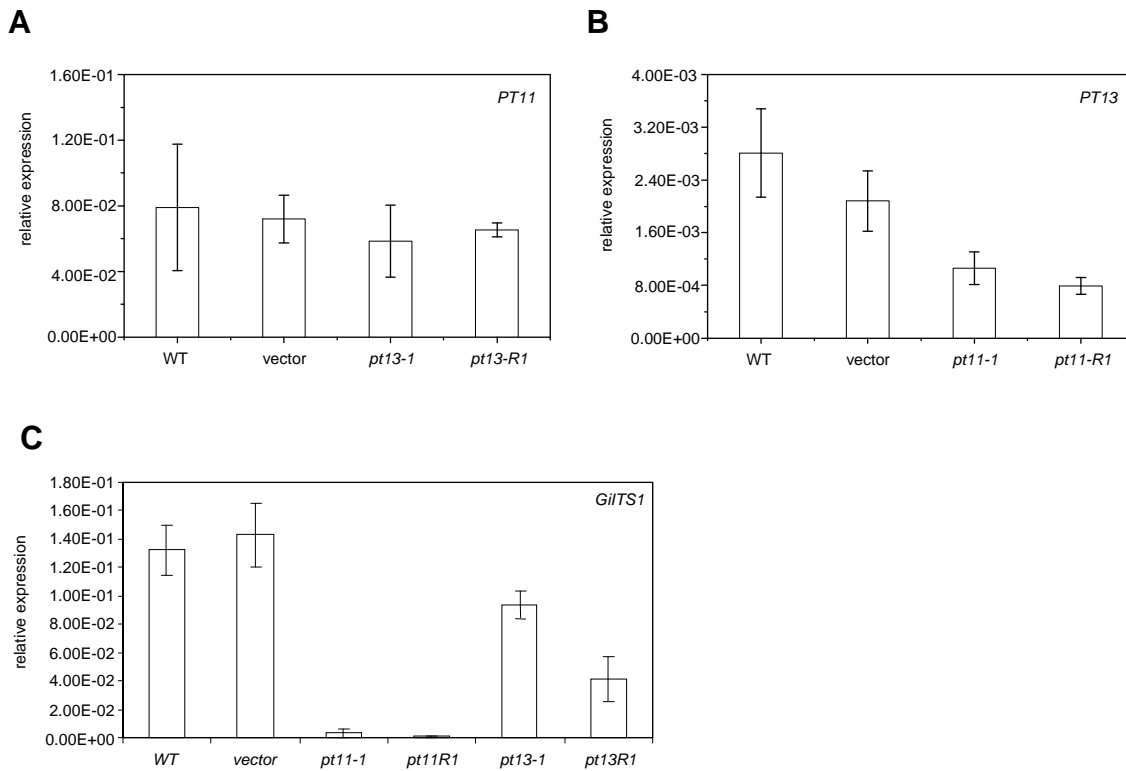 A
relative expression
1.60E-01
1.20E-01
8.00E-02
4.00E-02
0.00E+00
PT11
WT vector pt13-1 pt13-R1
B
relative expression
4.00E-03
3.20E-03
2.40E-03
1.60E-03
8.00E-04
0.00E+00
PT13
WT vector pt11-1 pt11-R1
C
relative expression
1.80E-01
1.60E-01
1.40E-01
1.20E-01
1.00E-01
8.00E-02
6.00E-02
4.00E-02
2.00E-02
0.00E+00
GiITS1
WT vector pt11-1 pt11R1 pt13-1 pt13R1